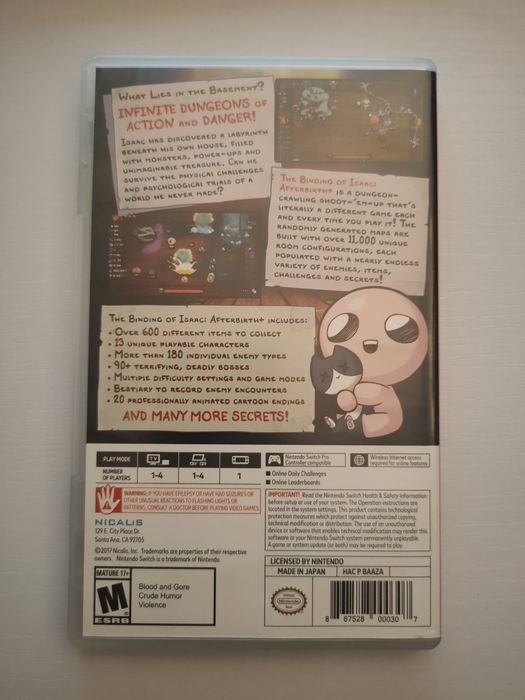 What Lies in the Basement?
INFINITE DUNGEONS OF
ACTION AND DANGER!
Isaac has discovered a labyrinth
beneath his own house, filled
with monsters, power-ups and
unimaginable treasure. Can he
survive the physical challenges
and psychological trials of a
world he never made?
The Binding of Isaac:
Afterbirth+ is a dungeon-
crawling shoot-'em-up that's
literally a different game each
and every time you play it! The
randomly generated maps are
built with over 11,000 unique
room configurations, each
populated with a nearly endless
variety of enemies, items,
challenges and secrets!
The Binding of Isaac: Afterbirth+ includes:
• Over 600 different items to collect
• 13 unique playable characters
• More than 180 individual enemy types
• 90+ terrifying, deadly bosses
• Multiple difficulty settings and game modes
• Bestiary to record enemy encounters
• 20 professionally animated cartoon endings
AND MANY MORE SECRETS!
PLAY MODE
NUMBER
OF PLAYERS
1-4
1-4
1
Nintendo Switch Pro
Controller compatible
Wireless Internet access
required for online features
■ Online Daily Challenges
■ Online Leaderboards
WARNING: IF YOU HAVE EPILEPSY OR HAVE HAD SEIZURES OR
OTHER UNUSUAL REACTIONS TO FLASHING LIGHTS OR
PATTERNS, CONSULT A DOCTOR BEFORE PLAYING VIDEO GAMES.
NICALIS
129 E. City Place Dr.
Santa Ana, CA 92705
©2017 Nicalis, Inc. Trademarks are properties of their respective
owners. Nintendo Switch is a trademark of Nintendo.
IMPORTANT! Read the Nintendo Switch Health & Safety Information
before setup or use of your system. The Operation instructions are
located in the system settings. This product contains technological
protection measures which protect against unauthorized copying,
technical modification or distribution. The use of an unauthorized
device or software that enables technical modification may render this
software or your Nintendo Switch system permanently unplayable.
A game or system update (or both) may be required to play.
LICENSED BY NINTENDO
MADE IN JAPAN
HAC P BAAZA
MATURE 17+
M
ESRB
Blood and Gore
Crude Humor
Violence
Nintendo
8 67528 00030 7